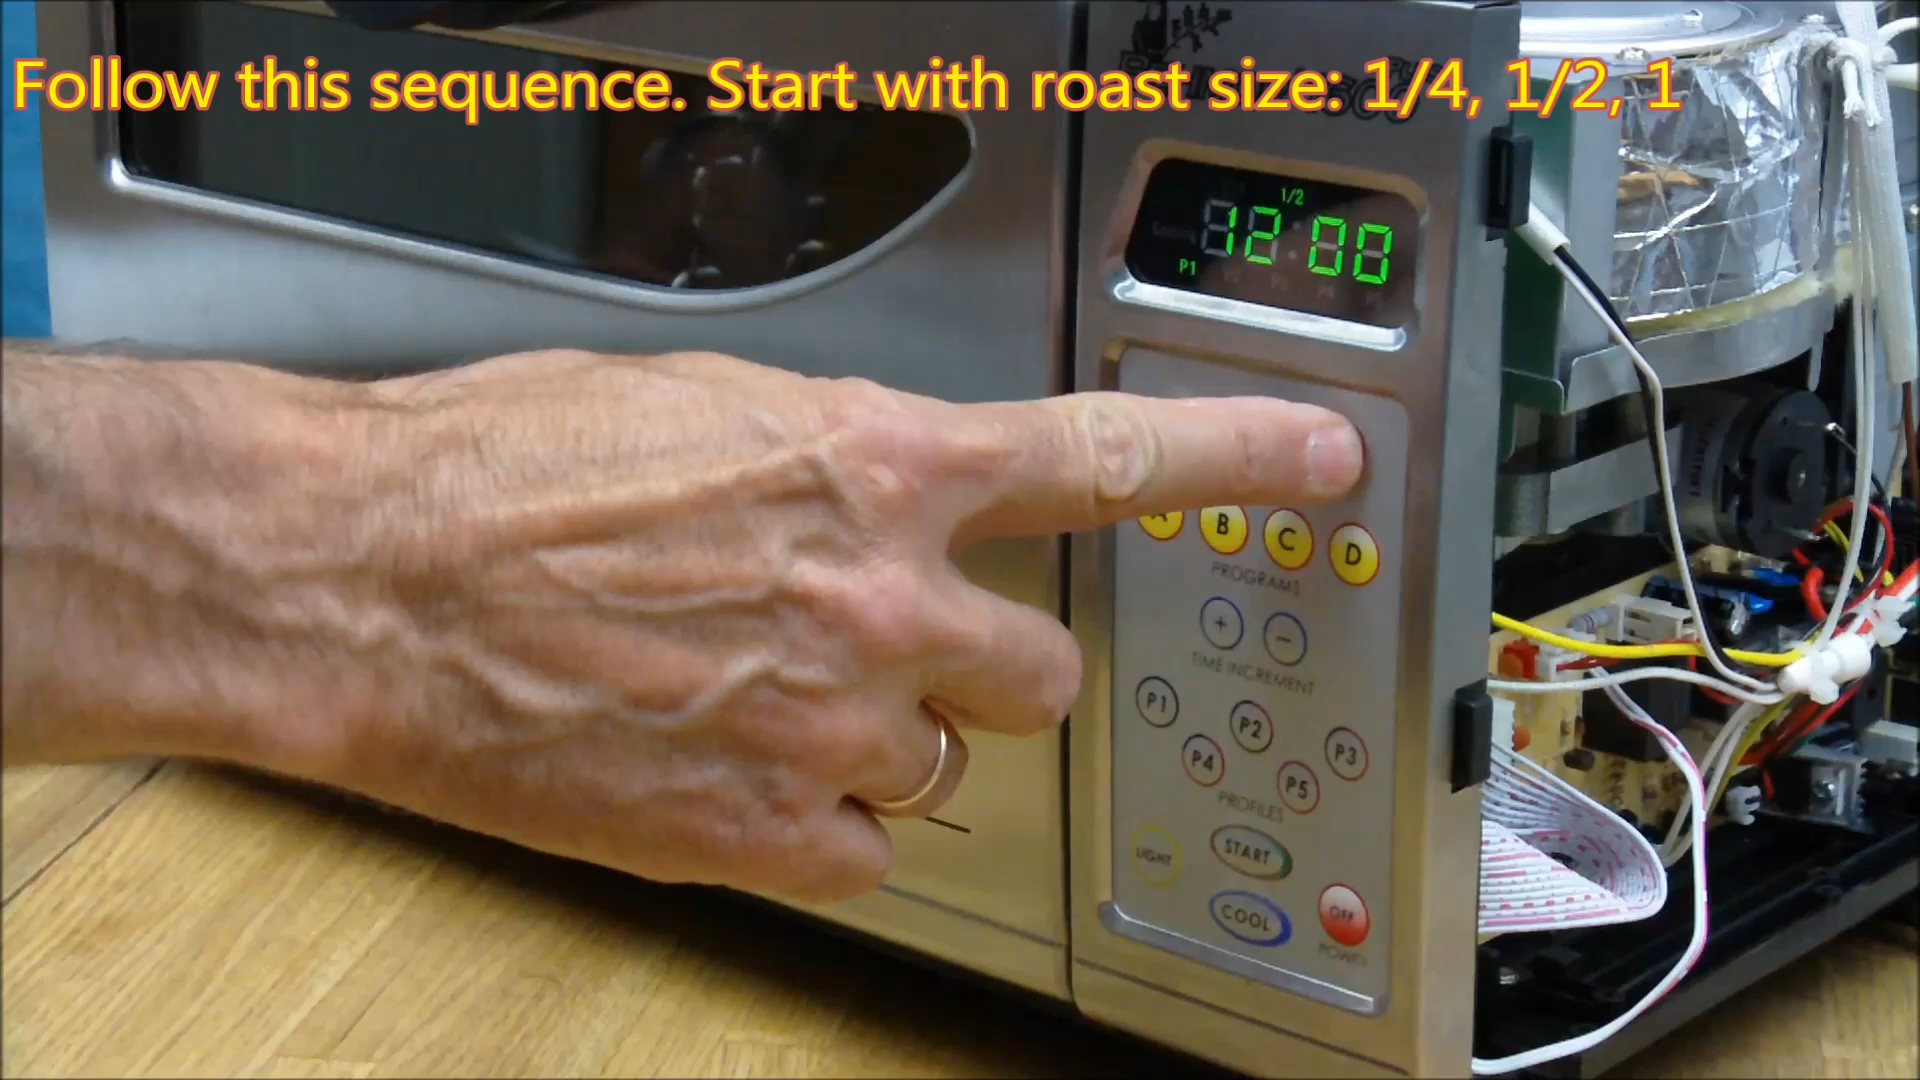 Follow this sequence. Start with roast size: 1/4, 1/2, 1
1/2
12:00
P1
A B C D
PROGRAMS
+ -
TIME INCREMENT
P1 P2 P3
P4 P5
PROFILES
LIGHT START
COOL OFF
POWER